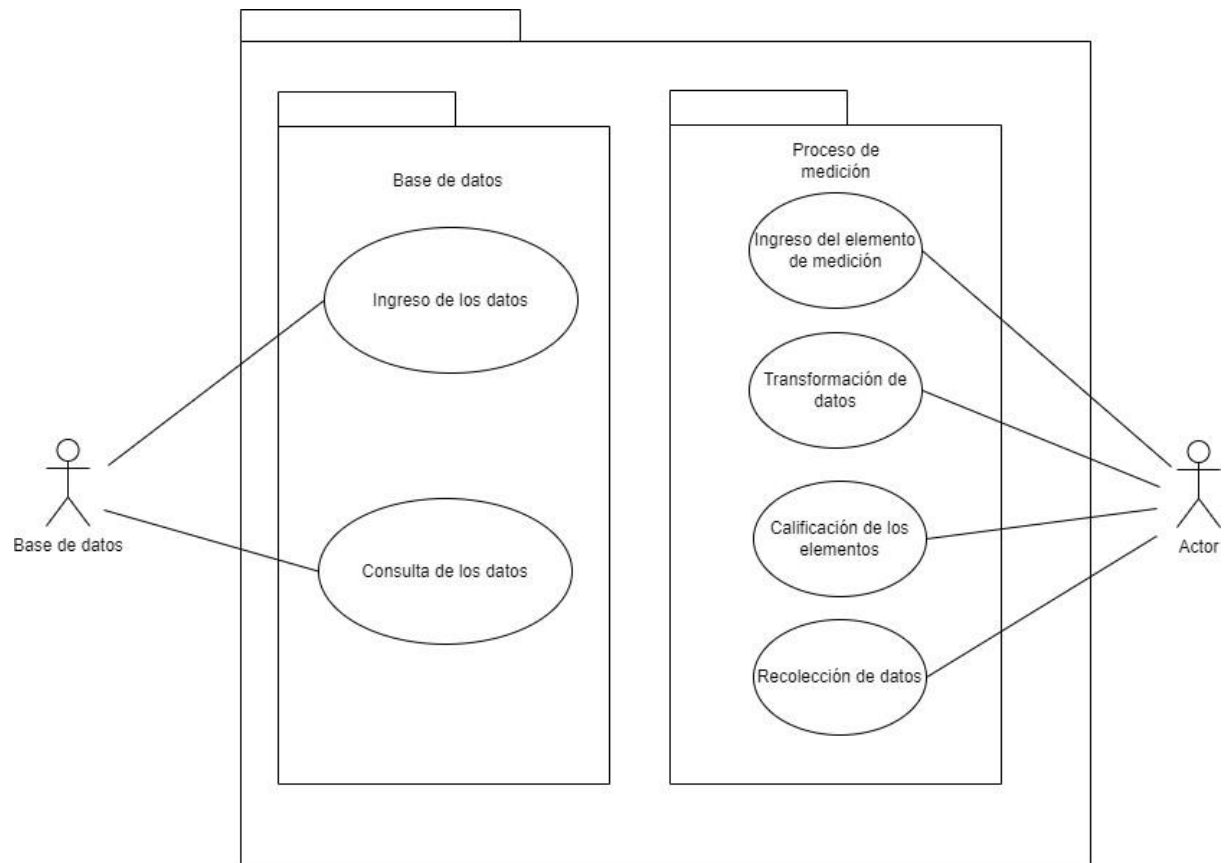 Base de datos
Ingreso de los datos
Consulta de los datos
Proceso de
medición
Ingreso del elemento
de medición
Transformación de
datos
Calificación de los
elementos
Recolección de datos
Base de datos
Actor